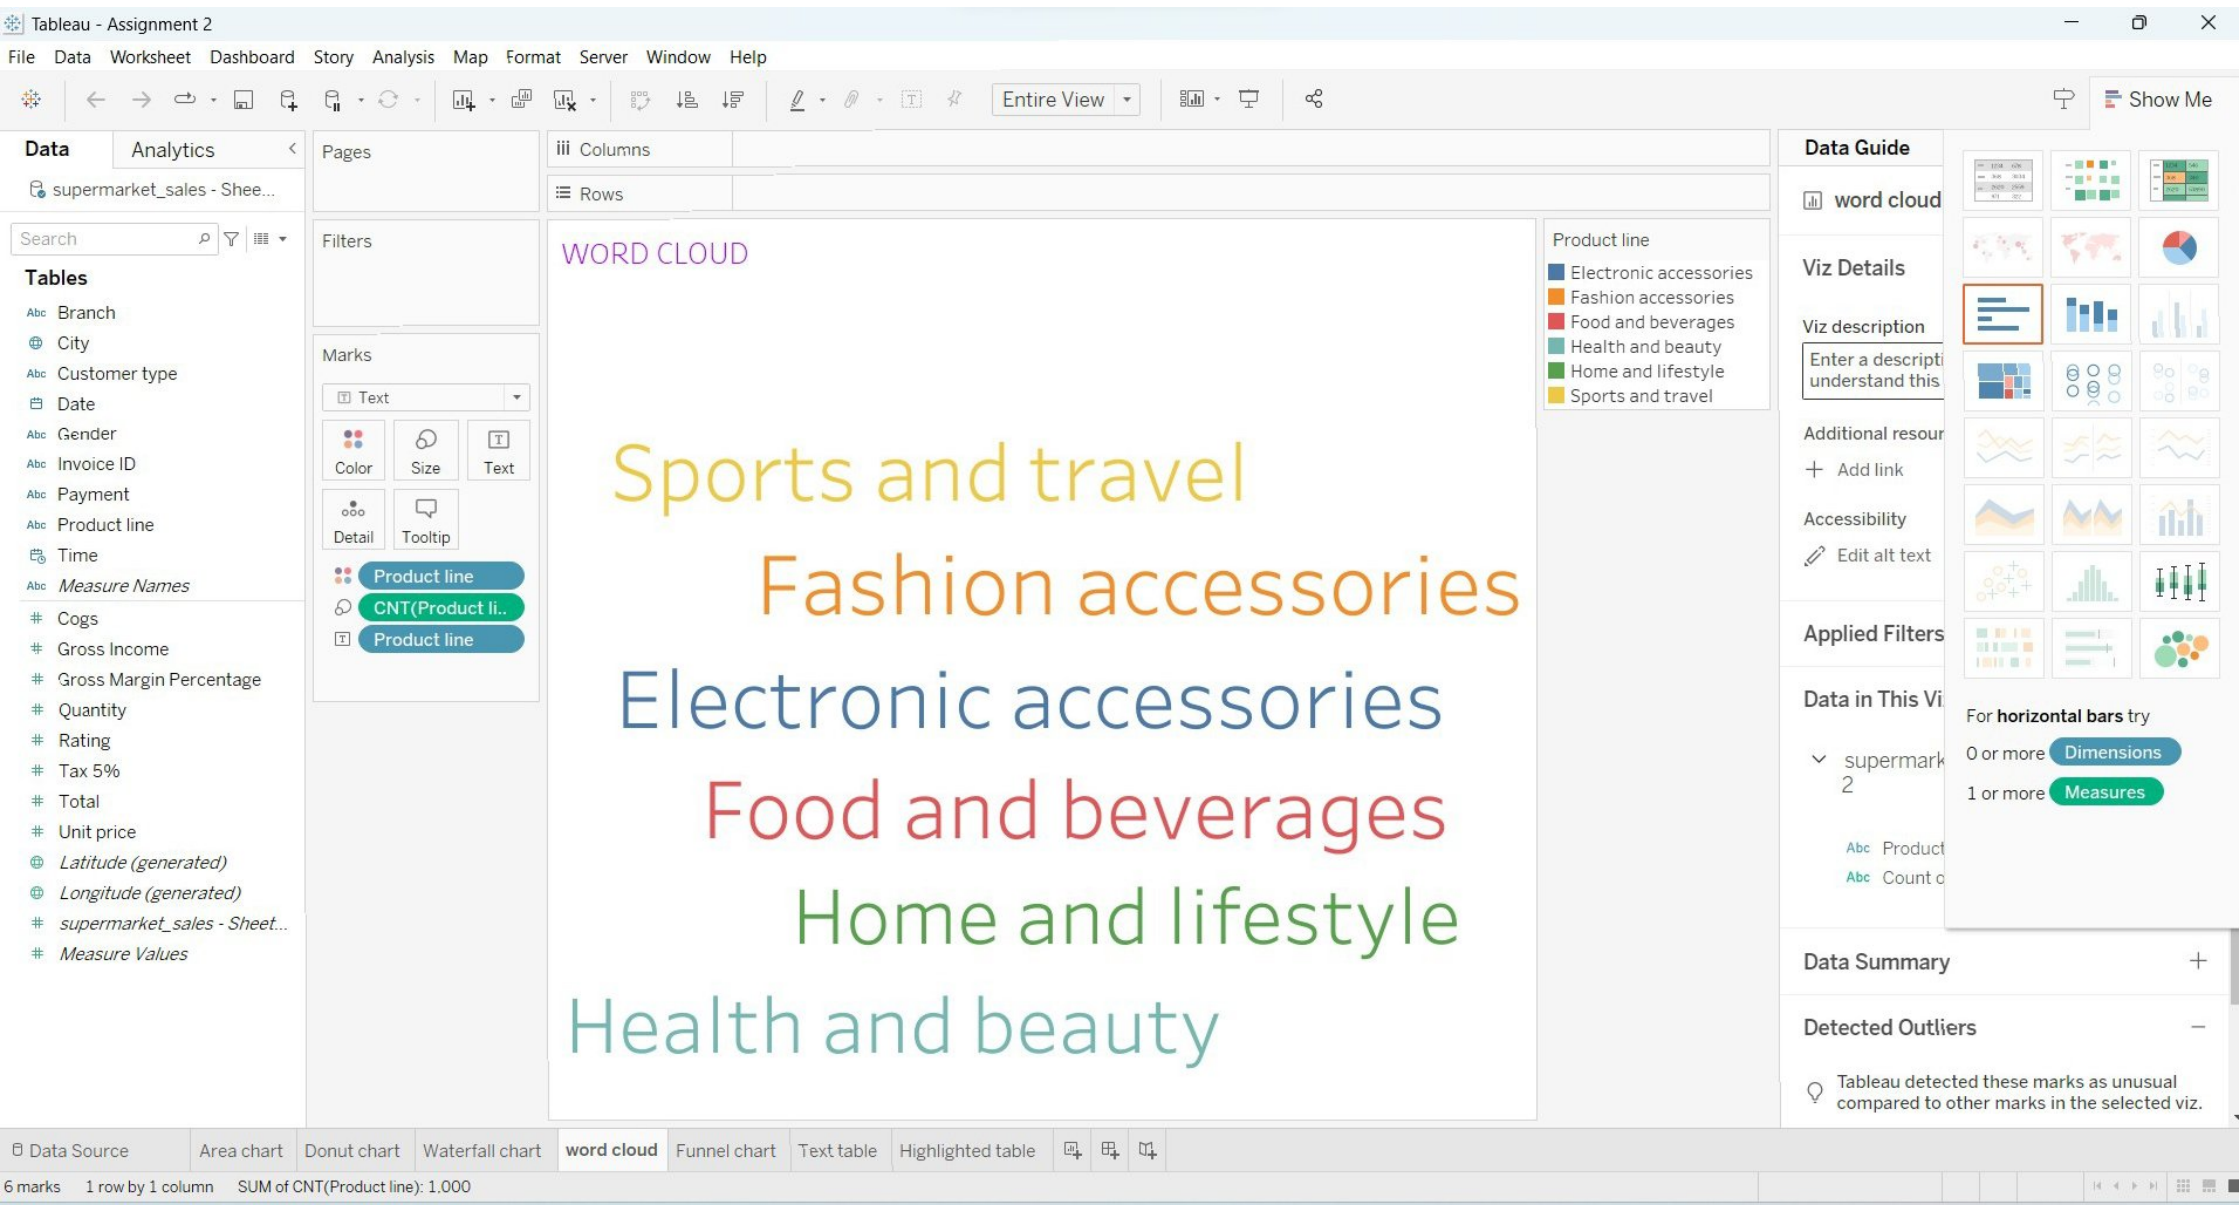 Tableau - Assignment 2
File Data Worksheet Dashboard Story Analysis Map Format Server Window Help
Entire View
Show Me
Data Analytics
supermarket_sales - Shee...
Search
Tables
Abc Branch
City
Abc Customer type
Date
Abc Gender
Abc Invoice ID
Abc Payment
Abc Product line
Time
Abc Measure Names
# Cogs
# Gross Income
# Gross Margin Percentage
# Quantity
# Rating
# Tax 5%
# Total
# Unit price
Latitude (generated)
Longitude (generated)
# supermarket_sales - Sheet...
# Measure Values
Pages
Filters
Marks
Text
Color Size Text
Detail Tooltip
Product line
CNT(Product li..
Product line
Columns
Rows
WORD CLOUD
Sports and travel
Fashion accessories
Electronic accessories
Food and beverages
Home and lifestyle
Health and beauty
Product line
Electronic accessories
Fashion accessories
Food and beverages
Health and beauty
Home and lifestyle
Sports and travel
Data Guide
word cloud
Viz Details
Viz description
Enter a descripti
understand this
Additional resour
+ Add link
Accessibility
Edit alt text
Applied Filters
Data in This Vi
supermark
2
Abc Product
Abc Count o
Data Summary +
Detected Outliers −
Tableau detected these marks as unusual
compared to other marks in the selected viz.
For horizontal bars try
0 or more Dimensions
1 or more Measures
Data Source Area chart Donut chart Waterfall chart word cloud Funnel chart Text table Highlighted table
6 marks 1 row by 1 column SUM of CNT(Product line): 1,000